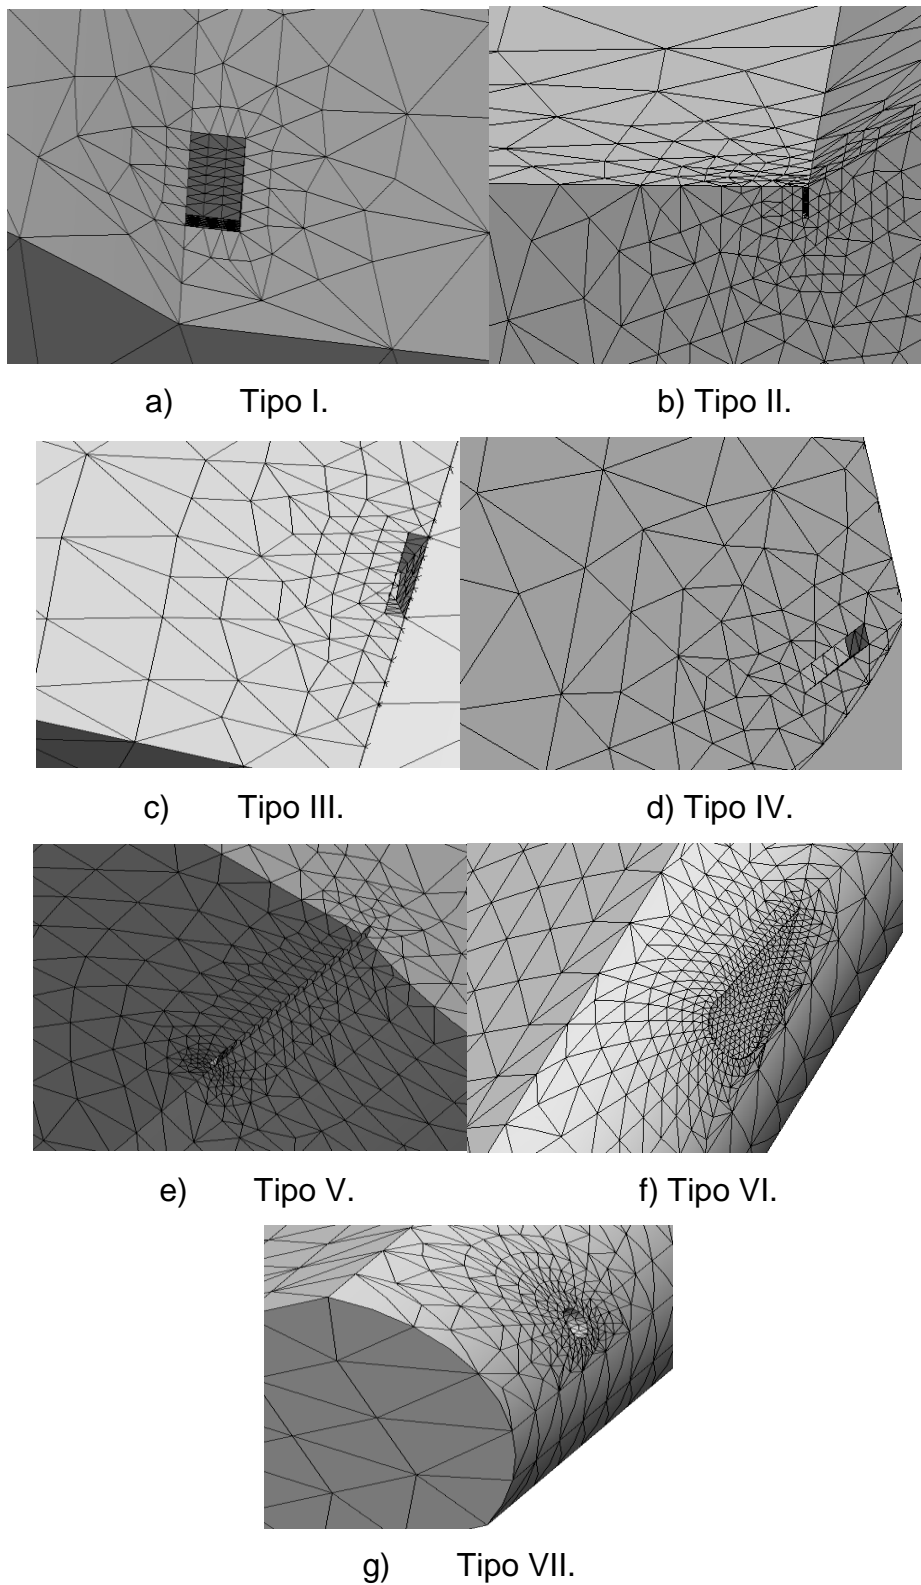 a) Tipo I.
b) Tipo II.
c) Tipo III.
d) Tipo IV.
e) Tipo V.
f) Tipo VI.
g) Tipo VII.